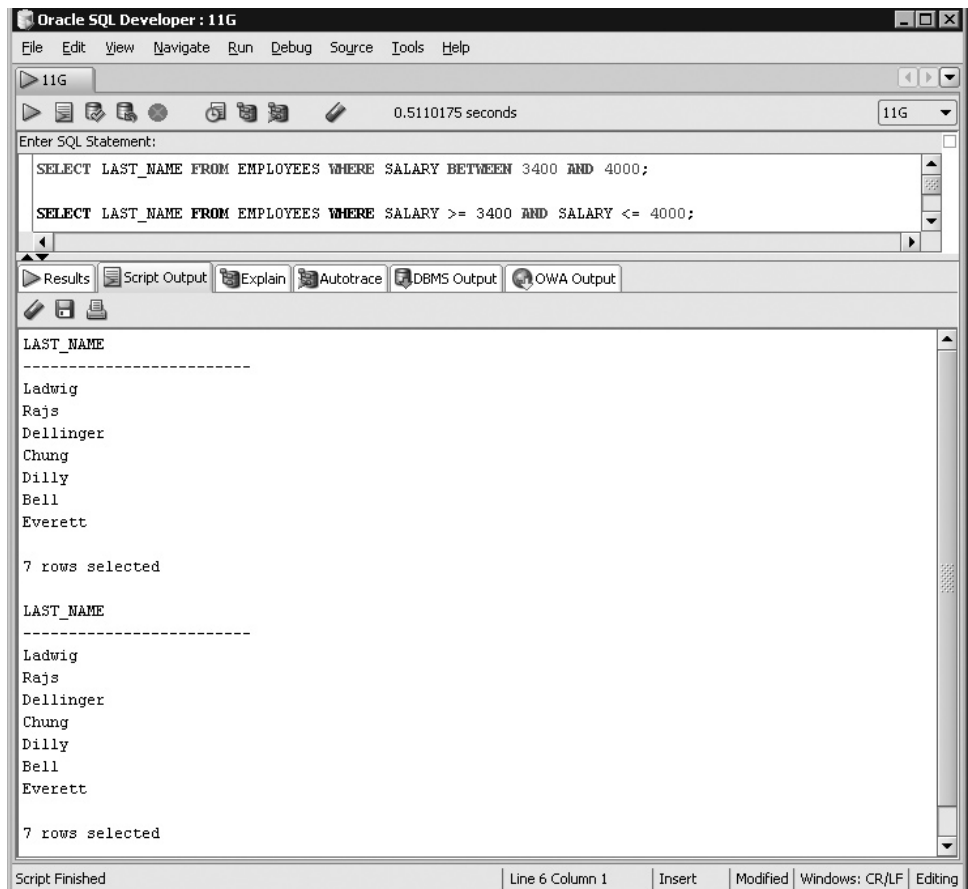 Oracle SQL Developer : 11G
File Edit View Navigate Run Debug Source Tools Help
11G
0.5110175 seconds 11G
Enter SQL Statement:
SELECT LAST_NAME FROM EMPLOYEES WHERE SALARY BETWEEN 3400 AND 4000;
SELECT LAST_NAME FROM EMPLOYEES WHERE SALARY >= 3400 AND SALARY <= 4000;
Results Script Output Explain Autotrace DBMS Output OWA Output
LAST_NAME
-------------------------
Ladwig
Rajs
Dellinger
Chung
Dilly
Bell
Everett
7 rows selected
LAST_NAME
-------------------------
Ladwig
Rajs
Dellinger
Chung
Dilly
Bell
Everett
7 rows selected
Script Finished Line 6 Column 1 Insert Modified Windows: CR/LF Editing